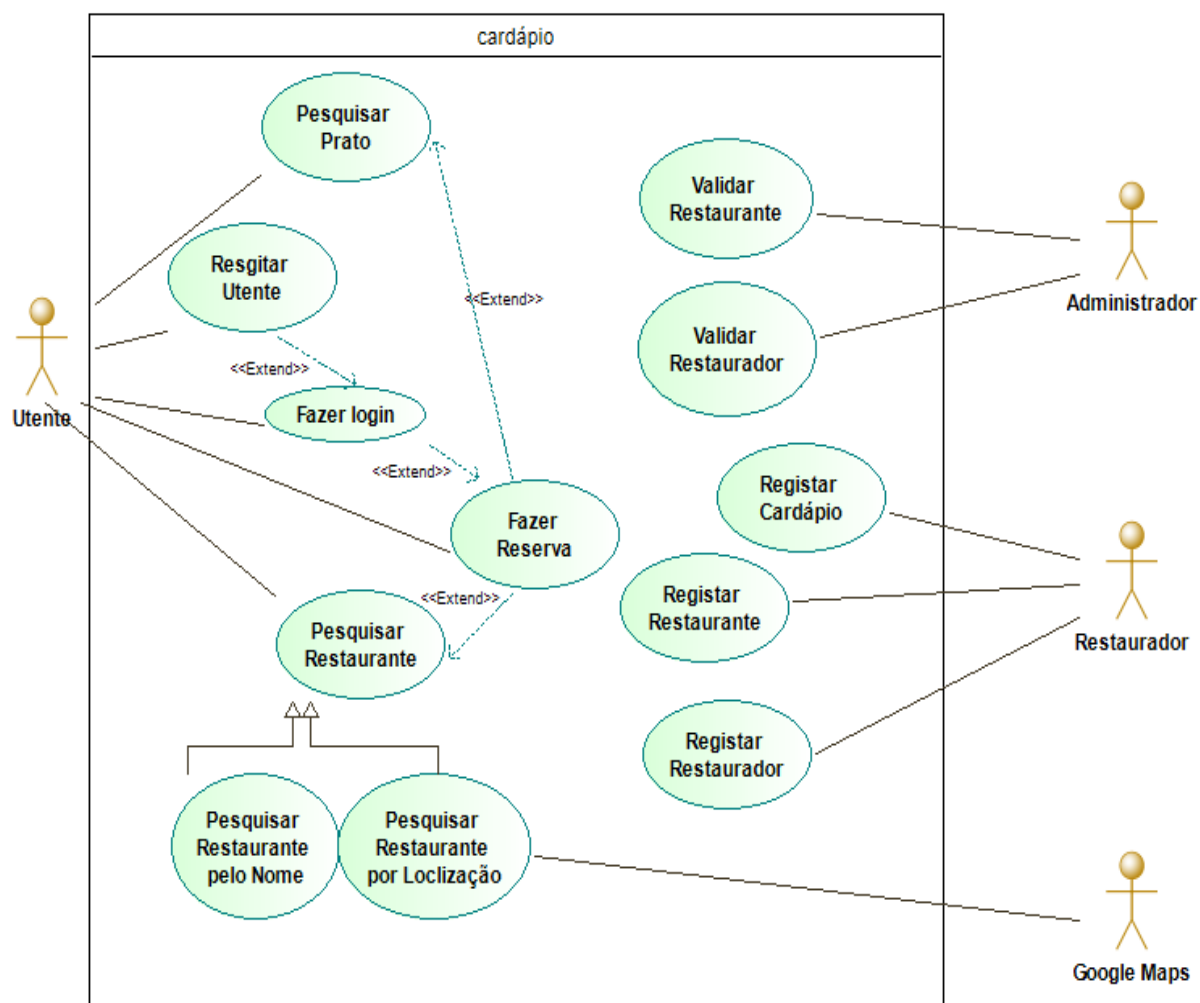 cardápio
Pesquisar
Prato
Validar
Restaurante
Administrador
Resgitar
Utente
<<Extend>>
Validar
Restaurador
Utente
<<Extend>>
Fazer login
<<Extend>>
Registar
Cardápio
Fazer
Reserva
<<Extend>>
Registar
Restaurante
Restaurador
Pesquisar
Restaurante
Registar
Restaurador
Pesquisar
Restaurante
pelo Nome
Pesquisar
Restaurante
por Loclização
Google Maps